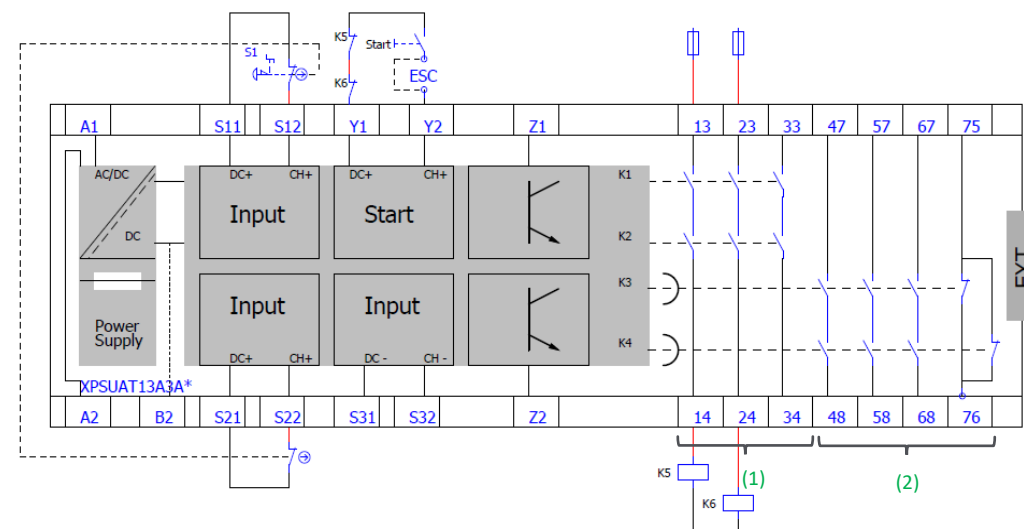 K5
Start
S1
K6
ESC
A1 S11 S12 Y1 Y2 Z1 13 23 33 47 57 67 75
AC/DC DC+ CH+ DC+ CH+ K1
Input Start
DC K2
EXT
K3
Input Input
Power
Supply
K4
DC+ CH+ DC - CH -
XPSUAT13A3A*
A2 B2 S21 S22 S31 S32 Z2 14 24 34 48 58 68 76
K5 (1) (2)
K6